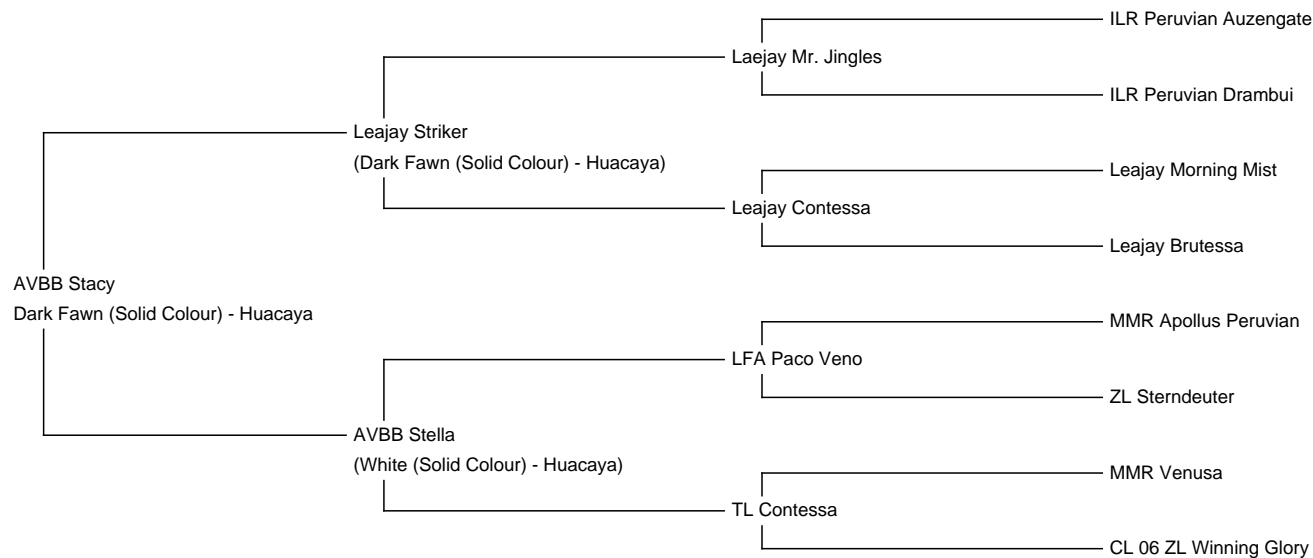 ILR Peruvian Auzengate
Laejay Mr. Jingles
ILR Peruvian Drambui
Leajay Striker
(Dark Fawn (Solid Colour) - Huacaya)
Leajay Morning Mist
Leajay Contessa
Leajay Brutessa
AVBB Stacy
Dark Fawn (Solid Colour) - Huacaya
MMR Apollus Peruvian
LFA Paco Veno
ZL Sterndeuter
AVBB Stella
(White (Solid Colour) - Huacaya)
MMR Venusa
TL Contessa
CL 06 ZL Winning Glory